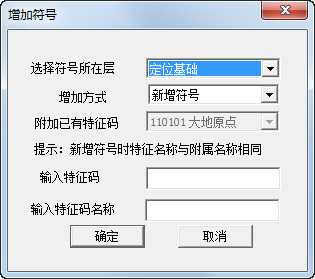 增加符号
选择符号所在层 定位基础
增加方式 新增符号
附加已有特征码 110101 大地原点
提示：新增符号时特征名称与附属名称相同
输入特征码
输入特征码名称
确定 取消